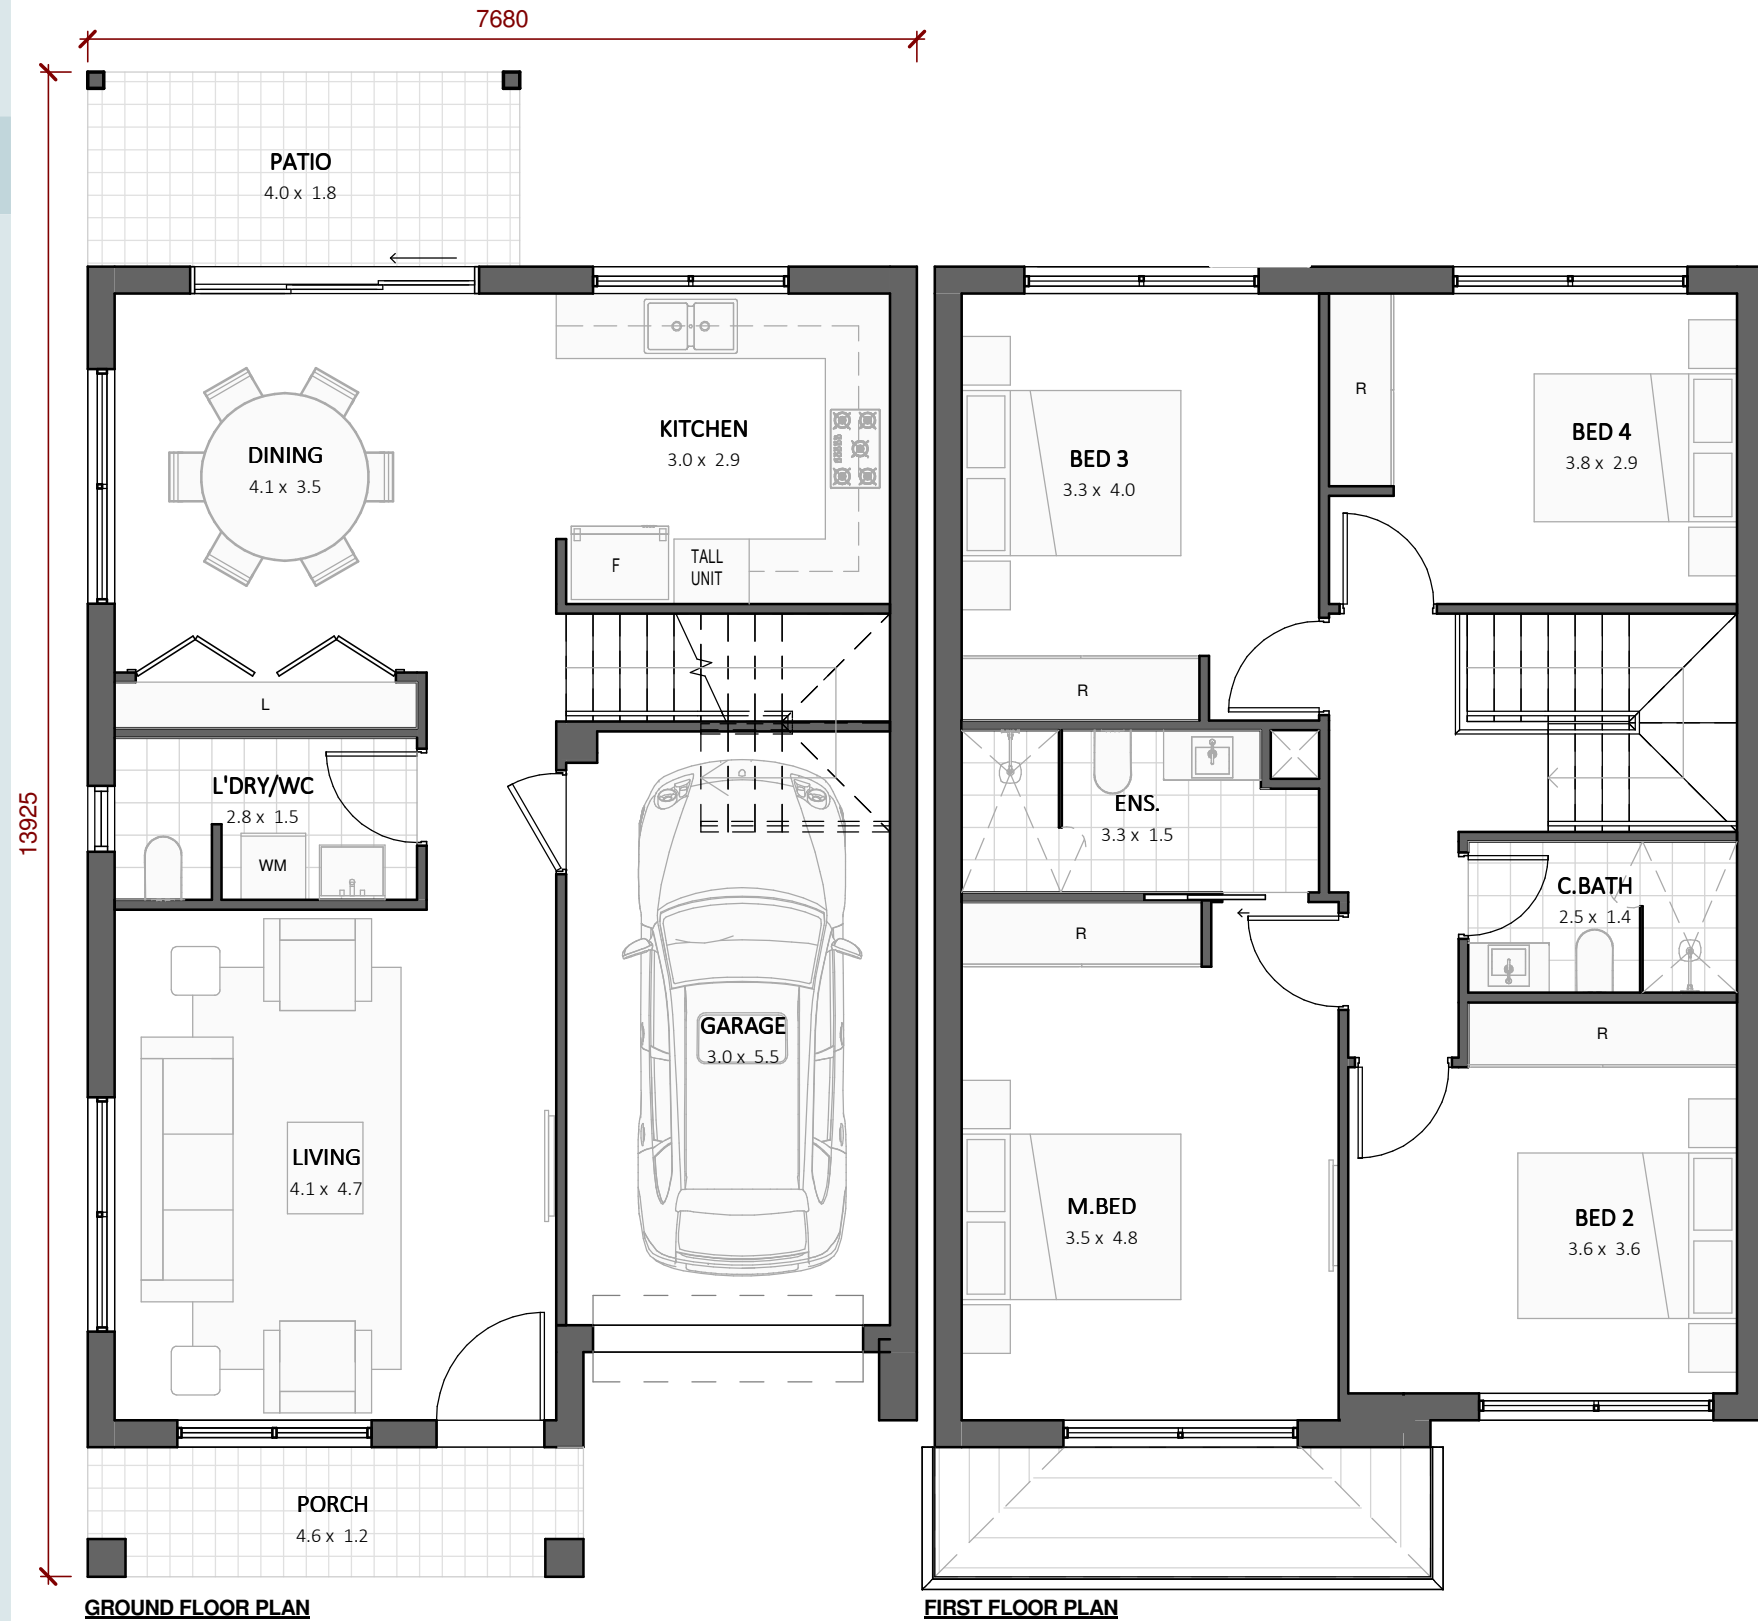 7680
13925
PATIO
4.0 x 1.8
DINING
4.1 x 3.5
KITCHEN
3.0 x 2.9
F
TALL
UNIT
L
L'DRY/WC
2.8 x 1.5
WM
GARAGE
3.0 x 5.5
LIVING
4.1 x 4.7
PORCH
4.6 x 1.2
GROUND FLOOR PLAN
BED 3
3.3 x 4.0
R
BED 4
3.8 x 2.9
R
ENS.
3.3 x 1.5
C.BATH
2.5 x 1.4
R
R
M.BED
3.5 x 4.8
BED 2
3.6 x 3.6
FIRST FLOOR PLAN